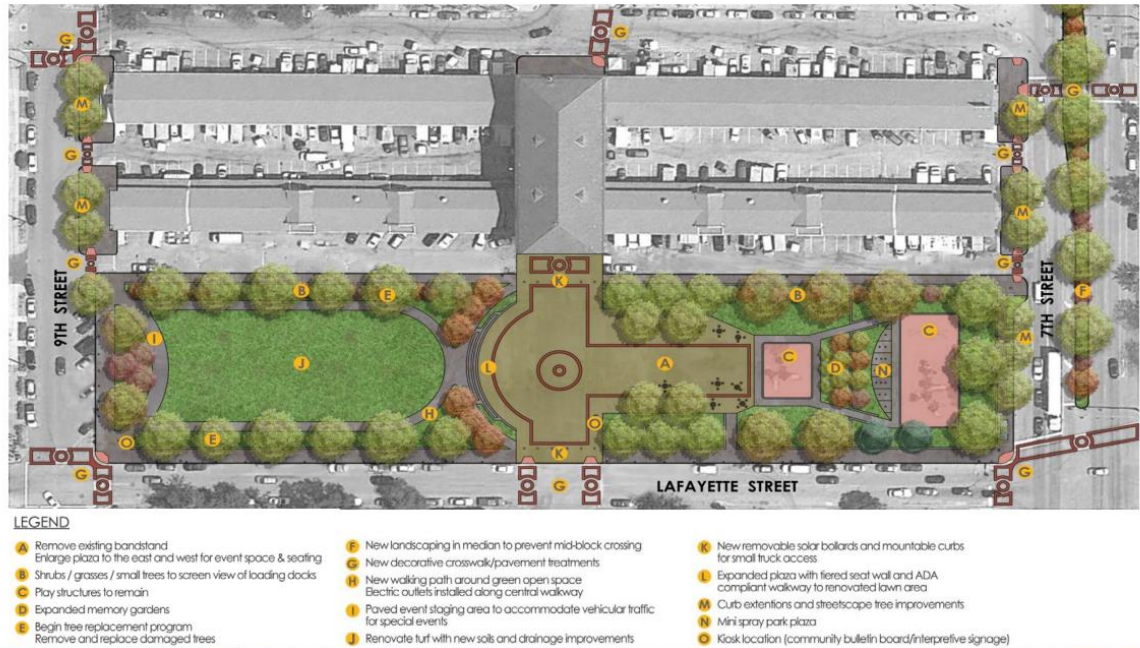 G
G
G
M
M
G
G
M
M
G
G
K
B
E
B
F
9TH STREET
7TH STREET
I
C
M
J
L
A
C
D
N
H
O
E
O
K
G
G
G
LAFAYETTE STREET
LEGEND
A Remove existing bandstand
Enlarge plaza to the east and west for event space & seating
B Shrubs / grasses / small trees to screen view of loading docks
C Play structures to remain
D Expanded memory gardens
E Begin tree replacement program
Remove and replace damaged trees
F New landscaping in median to prevent mid-block crossing
G New decorative crosswalk/pavement treatments
H New walking path around green open space
Electric outlets installed along central walkway
I Paved event staging area to accommodate vehicular traffic
for special events
J Renovate turf with new soils and drainage improvements
K New removable solar bollards and mountable curbs
for small truck access
L Expanded plaza with tiered seat wall and ADA
compliant walkway to renovated lawn area
M Curb extentions and streetscape tree improvements
N Mini spray park plaza
O Kiosk location (community bulletin board/interpretive signage)